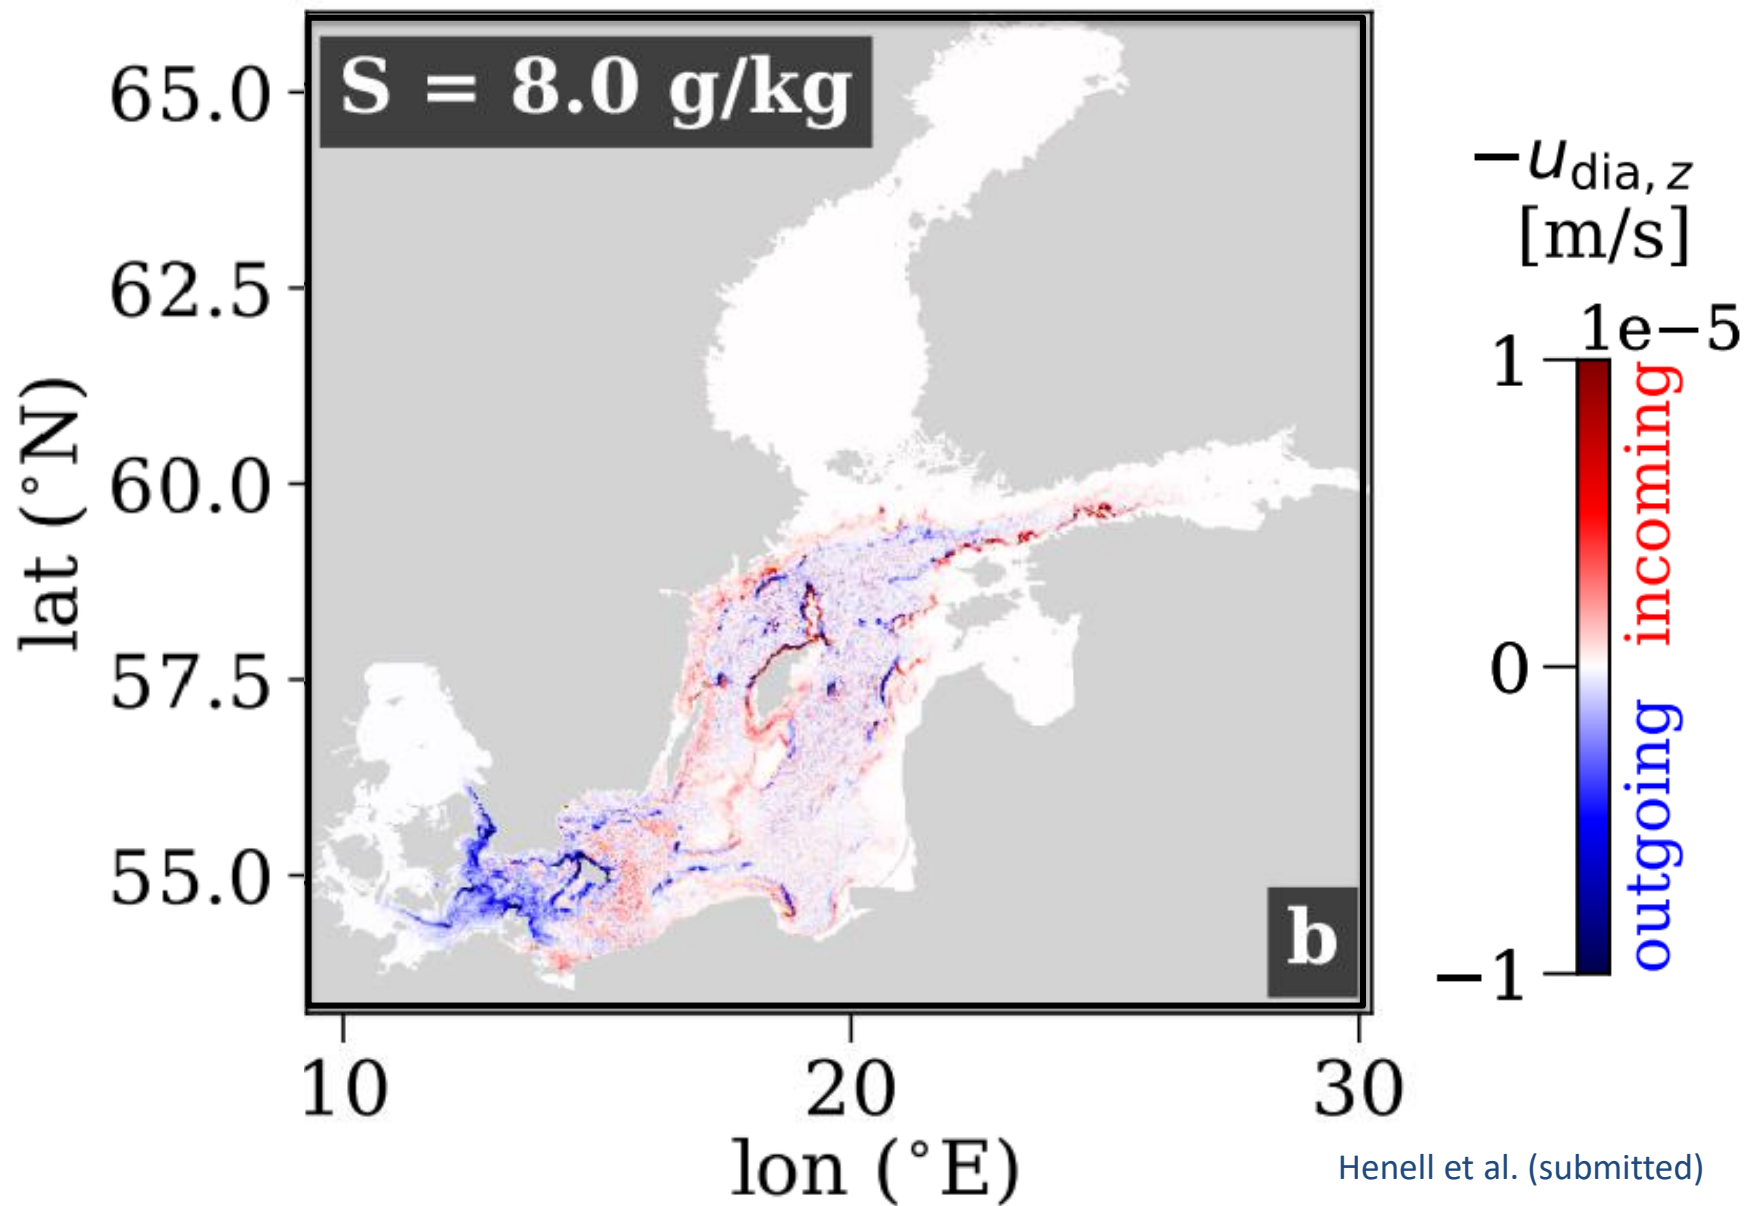 S = 8.0 g/kg
65.0
62.5
60.0
57.5
55.0
lat (°N)
10
20
30
lon (°E)
b
−u_dia, z
[m/s]
1e−5
1
0
−1
incoming
outgoing
Henell et al. (submitted)